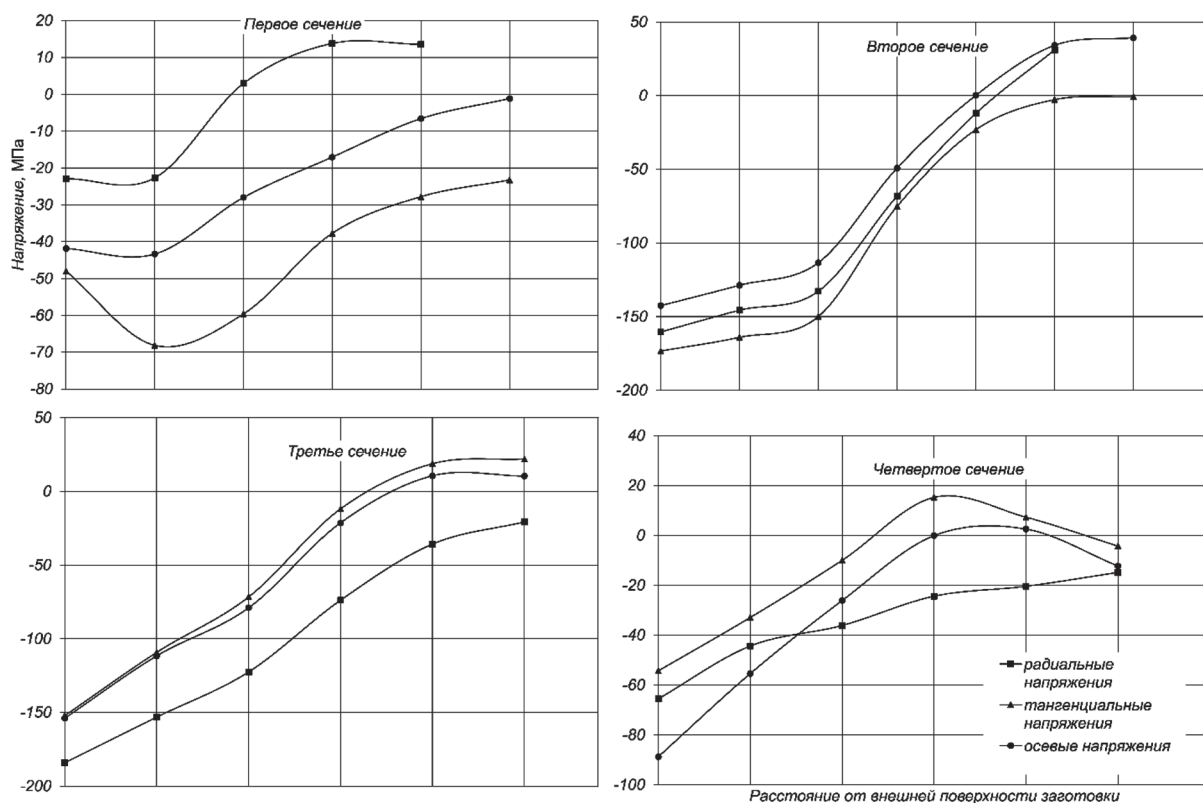 Первое сечение
Напряжение, МПа
20
10
0
-10
-20
-30
-40
-50
-60
-70
-80
Второе сечение
50
0
-50
-100
-150
-200
Третье сечение
50
0
-50
-100
-150
-200
Четвертое сечение
40
20
0
-20
-40
-60
-80
-100
радиальные
напряжения
тангенциальные
напряжения
осевые напряжения
Расстояние от внешней поверхности заготовки